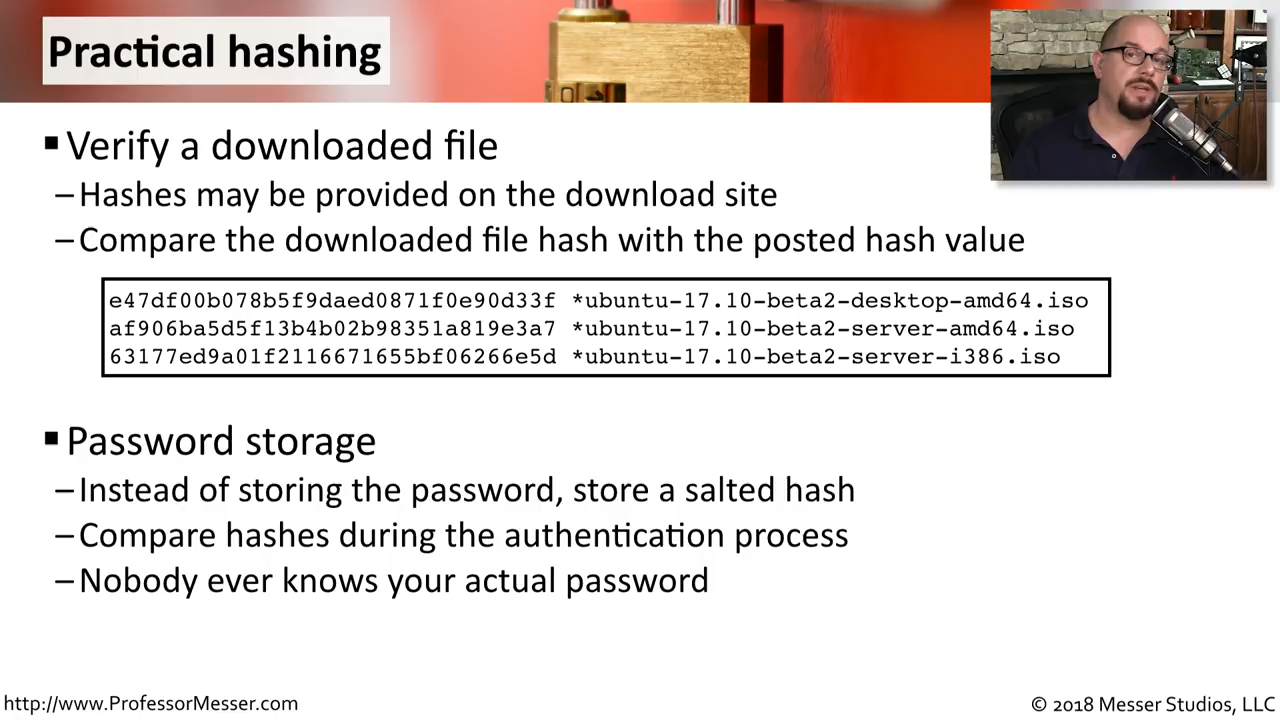 Practical hashing
▪ Verify a downloaded file
– Hashes may be provided on the download site
– Compare the downloaded file hash with the posted hash value
e47df00b078b5f9daed0871f0e90d33f *ubuntu-17.10-beta2-desktop-amd64.iso
af906ba5d5f13b4b02b98351a819e3a7 *ubuntu-17.10-beta2-server-amd64.iso
63177ed9a01f2116671655bf06266e5d *ubuntu-17.10-beta2-server-i386.iso
▪ Password storage
– Instead of storing the password, store a salted hash
– Compare hashes during the authentication process
– Nobody ever knows your actual password
http://www.ProfessorMesser.com
© 2018 Messer Studios, LLC